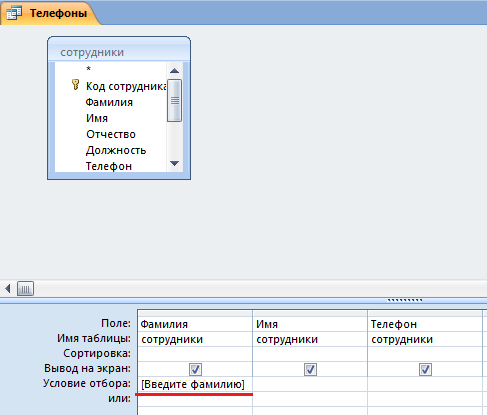 Телефоны
сотрудники
*
Код сотрудника
Фамилия
Имя
Отчество
Должность
Телефон
Поле: Фамилия Имя Телефон
Имя таблицы: сотрудники сотрудники сотрудники
Сортировка:
Вывод на экран:
Условие отбора: [Введите фамилию]
или: